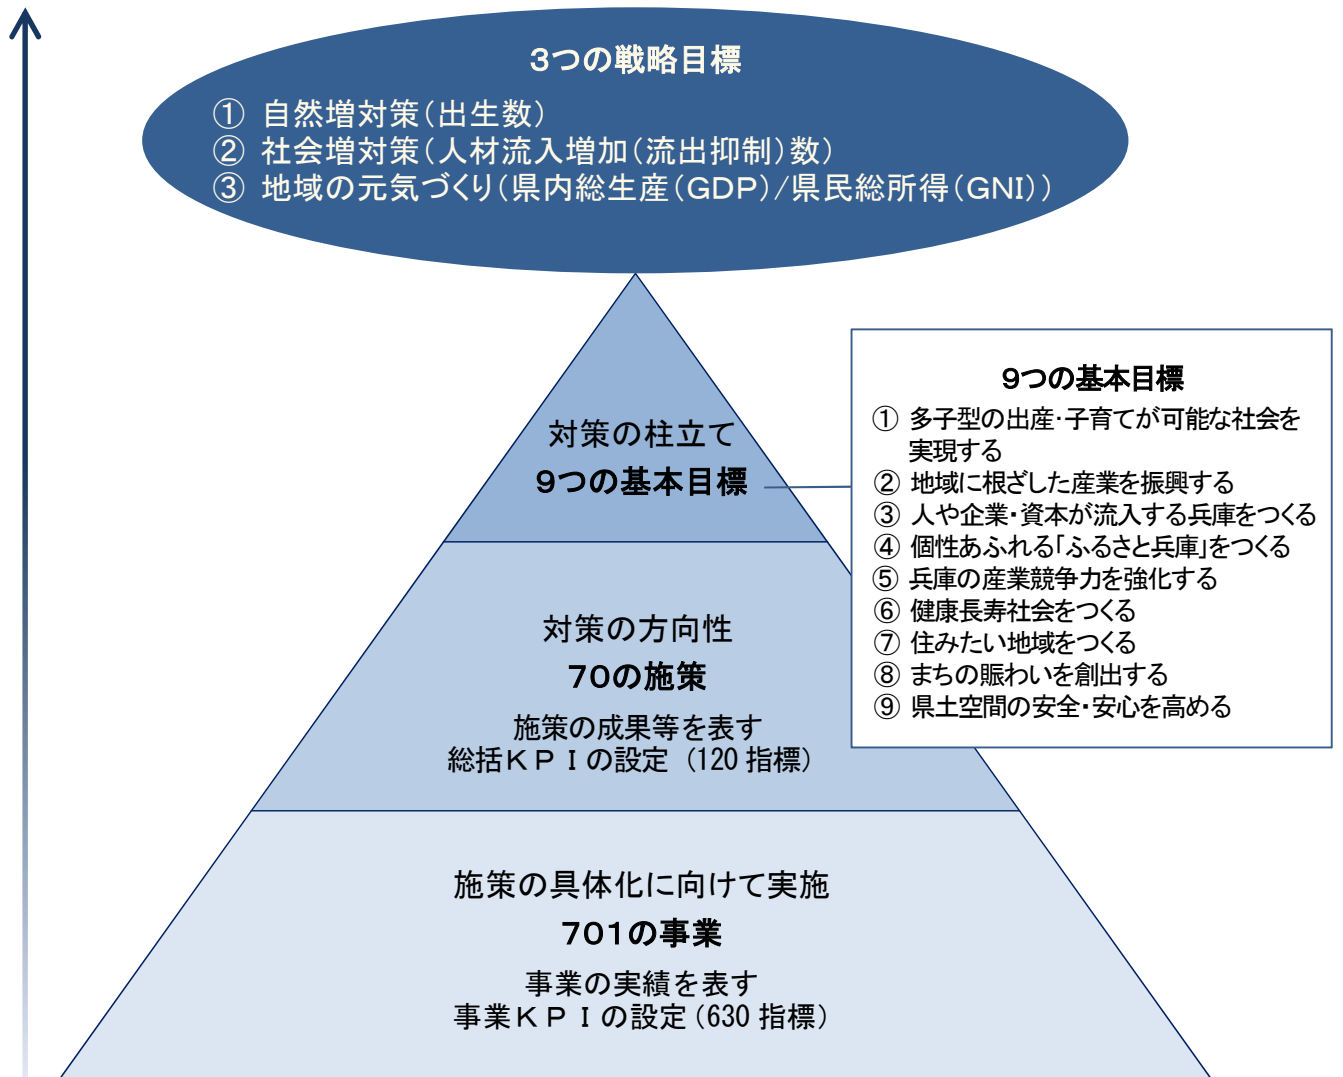 3つの戦略目標
① 自然増対策(出生数)
② 社会増対策(人材流入増加(流出抑制)数)
③ 地域の元気づくり(県内総生産(GDP)/県民総所得(GNI))
対策の柱立て
9つの基本目標
9つの基本目標
① 多子型の出産・子育てが可能な社会を
実現する
② 地域に根ざした産業を振興する
③ 人や企業・資本が流入する兵庫をつくる
④ 個性あふれる「ふるさと兵庫」をつくる
⑤ 兵庫の産業競争力を強化する
⑥ 健康長寿社会をつくる
⑦ 住みたい地域をつくる
⑧ まちの賑わいを創出する
⑨ 県土空間の安全・安心を高める
対策の方向性
70の施策
施策の成果等を表す
総括KPIの設定(120指標)
施策の具体化に向けて実施
701の事業
事業の実績を表す
事業KPIの設定(630指標)